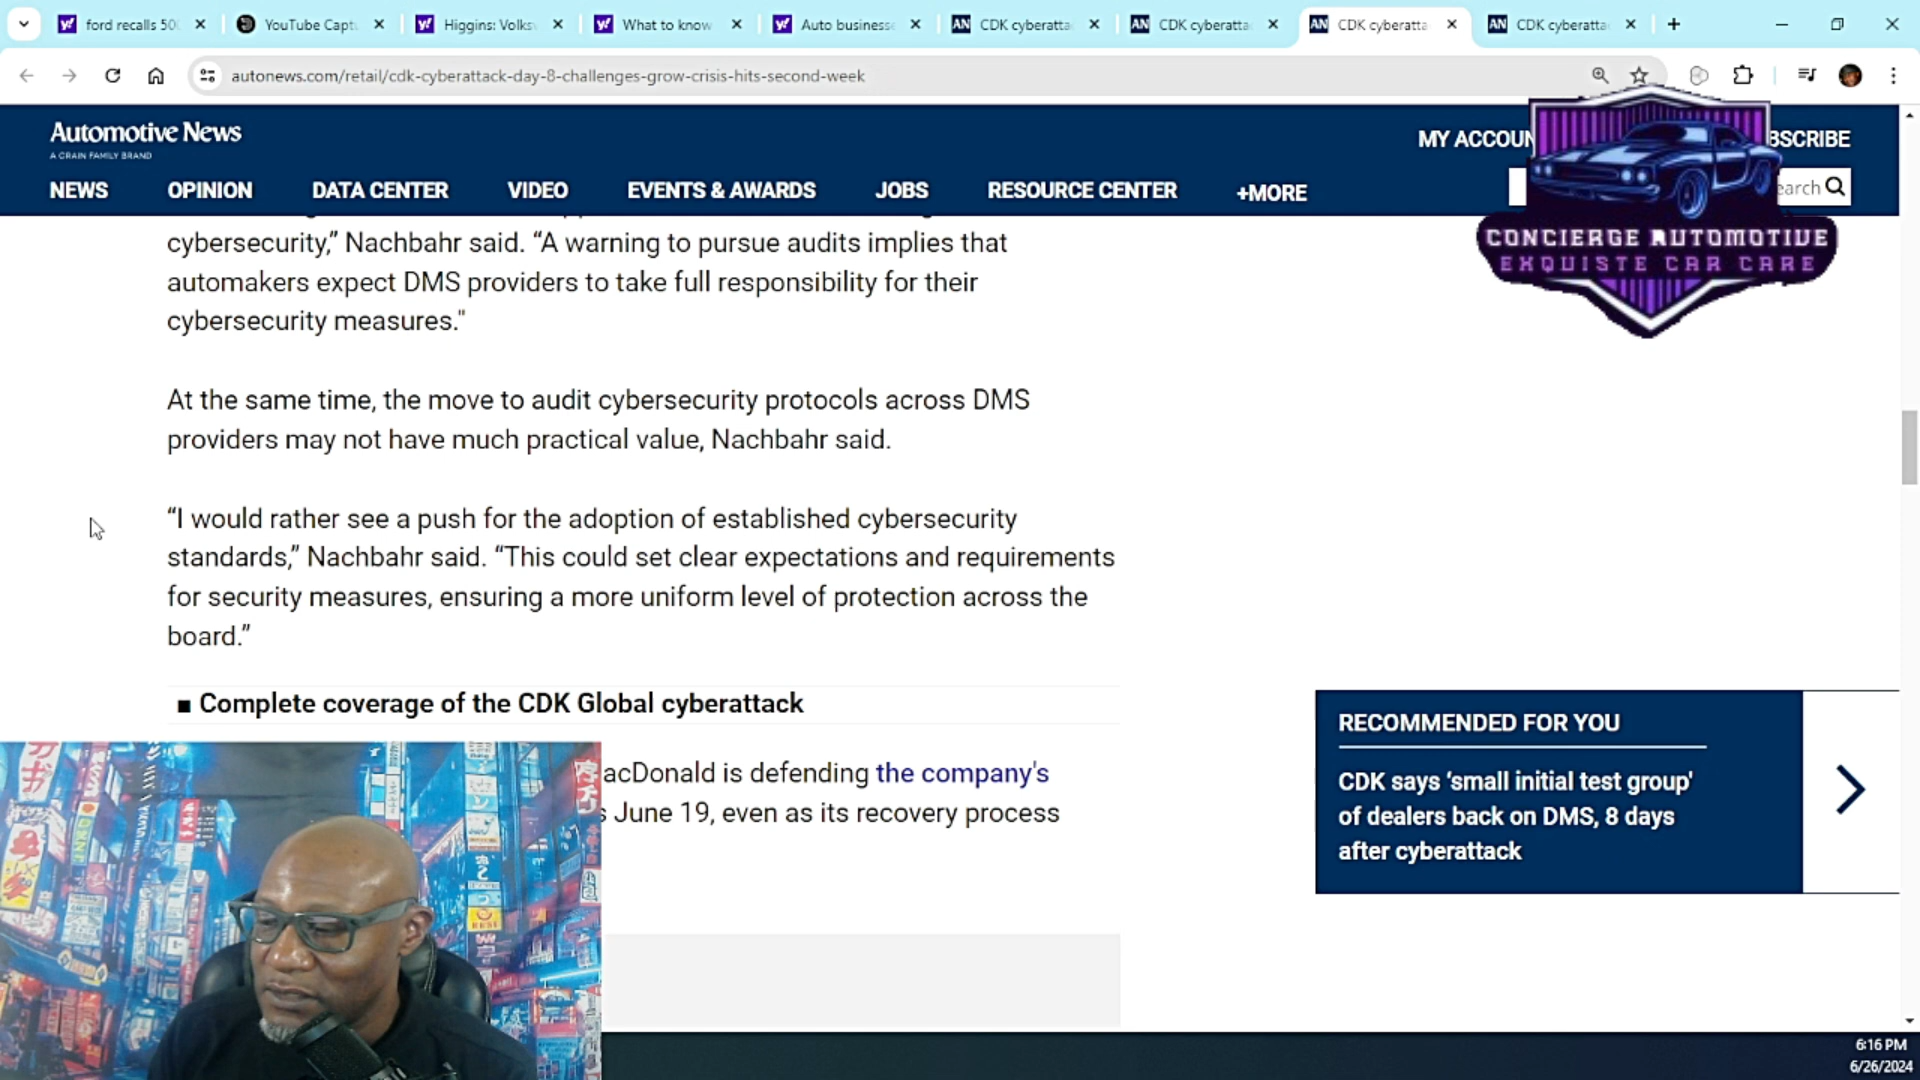 ford recalls 50
YouTube Capt
Higgins: Volks
What to know
Auto business
AN CDK cyberatta
AN CDK cyberatta
AN CDK cyberatta
AN CDK cyberatta
autonews.com/retail/cdk-cyberattack-day-8-challenges-grow-crisis-hits-second-week
Automotive News
A CRAIN FAMILY BRAND
MY ACCOUN
BSCRIBE
NEWS OPINION DATA CENTER VIDEO EVENTS & AWARDS JOBS RESOURCE CENTER +MORE
earch
CONCIERGE AUTOMOTIVE
EXQUISTE CAR CARE
cybersecurity,” Nachbahr said. “A warning to pursue audits implies that
automakers expect DMS providers to take full responsibility for their
cybersecurity measures."
At the same time, the move to audit cybersecurity protocols across DMS
providers may not have much practical value, Nachbahr said.
“I would rather see a push for the adoption of established cybersecurity
standards,” Nachbahr said. “This could set clear expectations and requirements
for security measures, ensuring a more uniform level of protection across the
board.”
■ Complete coverage of the CDK Global cyberattack
acDonald is defending the company's
s June 19, even as its recovery process
RECOMMENDED FOR YOU
CDK says ‘small initial test group'
of dealers back on DMS, 8 days
after cyberattack
6:16 PM
6/26/2024